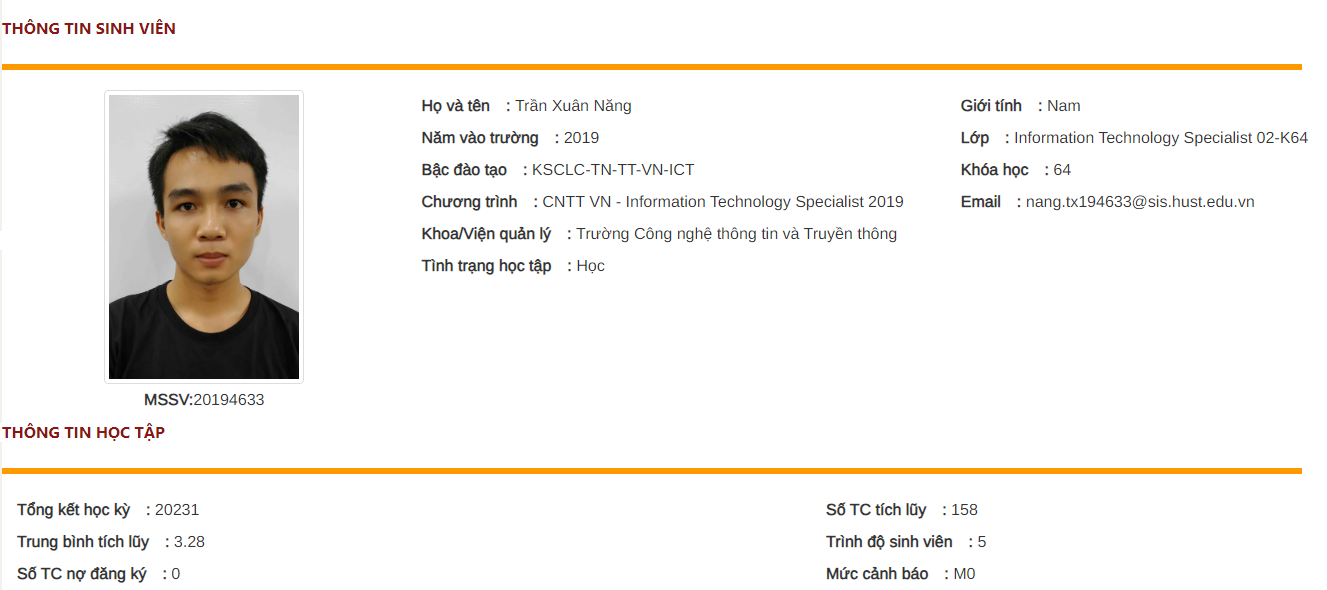 THÔNG TIN SINH VIÊN
Họ và tên : Trần Xuân Năng
Năm vào trường : 2019
Bậc đào tạo : KSCLC-TN-TT-VN-ICT
Chương trình : CNTT VN - Information Technology Specialist 2019
Khoa/Viện quản lý : Trường Công nghệ thông tin và Truyền thông
Tình trạng học tập : Học
Giới tính : Nam
Lớp : Information Technology Specialist 02-K64
Khóa học : 64
Email : nang.tx194633@sis.hust.edu.vn
MSSV:20194633
THÔNG TIN HỌC TẬP
Tổng kết học kỳ : 20231
Trung bình tích lũy : 3.28
Số TC nợ đăng ký : 0
Số TC tích lũy : 158
Trình độ sinh viên : 5
Mức cảnh báo : M0